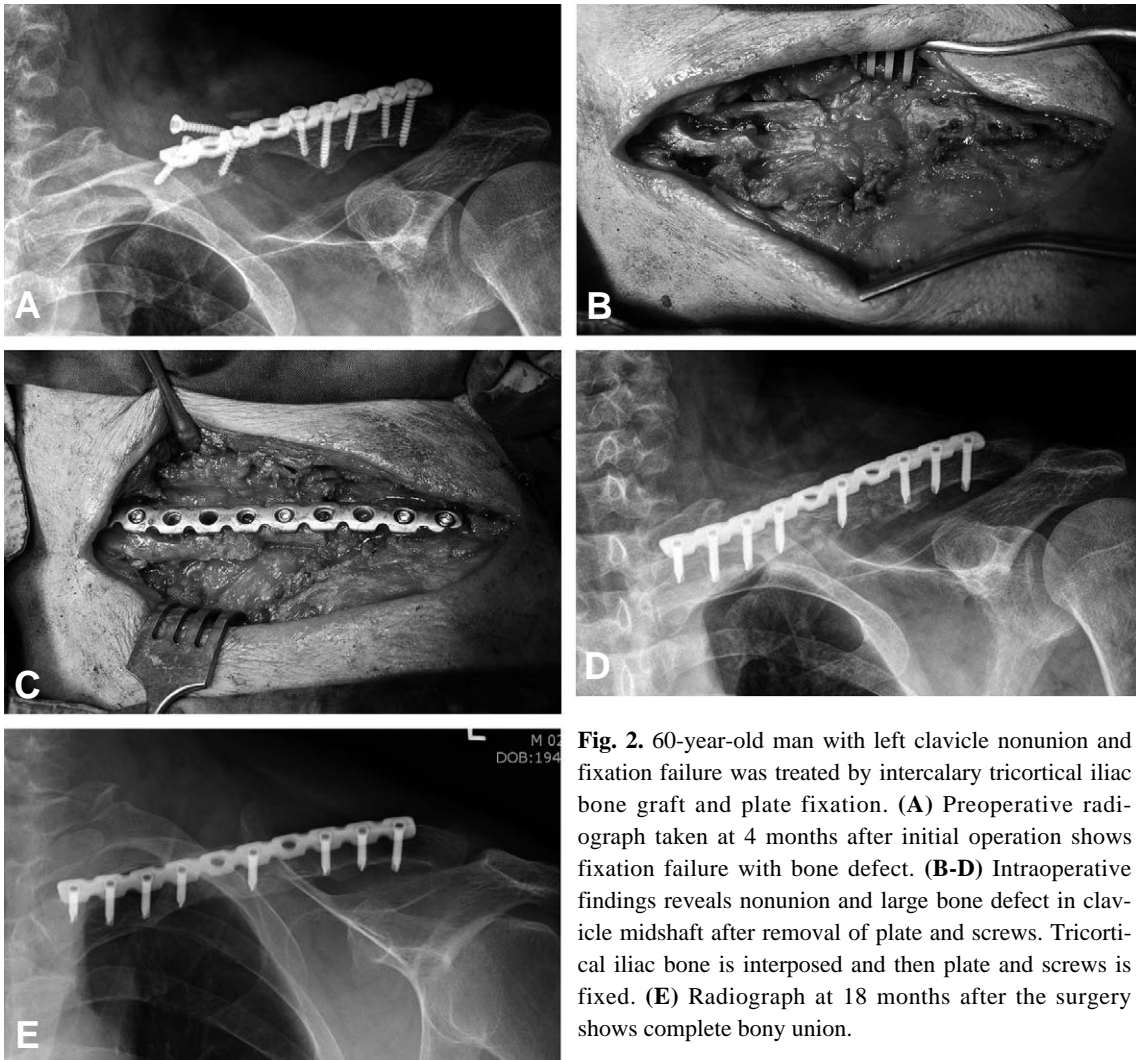 A
B
C
D
E
M 02
DOB:194
Fig. 2. 60-year-old man with left clavicle nonunion and
fixation failure was treated by intercalary tricortical iliac
bone graft and plate fixation. (A) Preoperative radi-
ograph taken at 4 months after initial operation shows
fixation failure with bone defect. (B-D) Intraoperative
findings reveals nonunion and large bone defect in clav-
icle midshaft after removal of plate and screws. Tricorti-
cal iliac bone is interposed and then plate and screws is
fixed. (E) Radiograph at 18 months after the surgery
shows complete bony union.